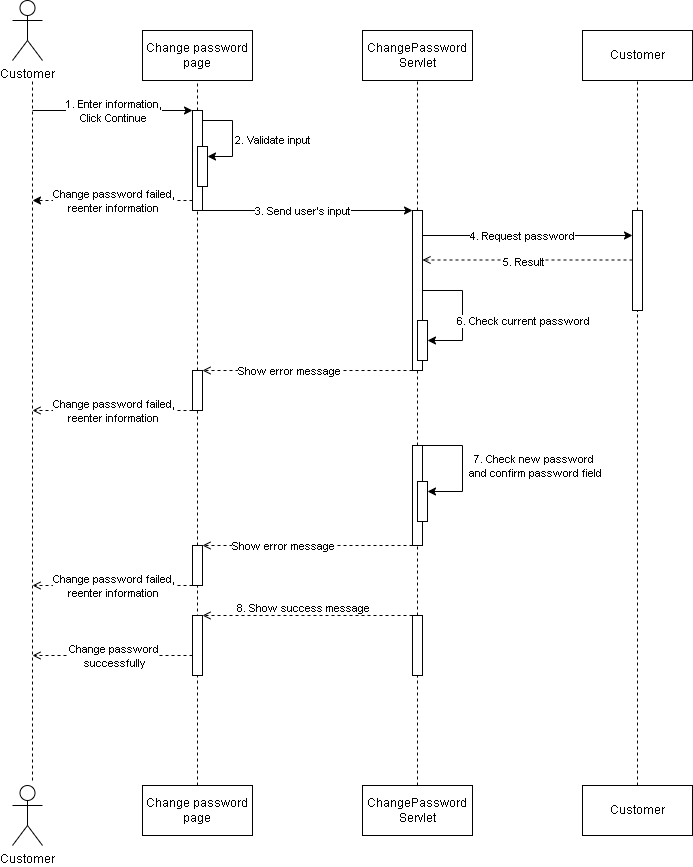 Customer
Change password
page
ChangePassword
Servlet
Customer
1. Enter information,
Click Continue
2. Validate input
Change password failed,
reenter information
3. Send user's input
4. Request password
5. Result
6. Check current password
Show error message
Change password failed,
reenter information
7. Check new password
and confirm password field
Show error message
Change password failed,
reenter information
8. Show success message
Change password
successfully
Customer
Change password
page
ChangePassword
Servlet
Customer